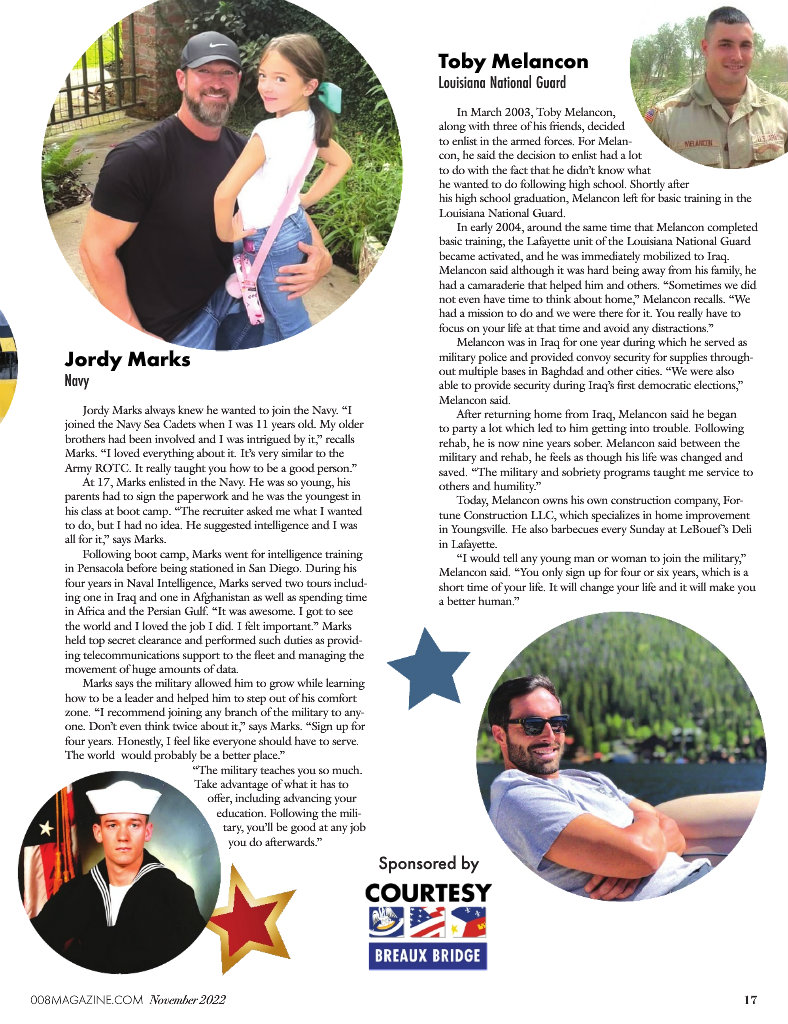 Jordy Marks
Navy
Jordy Marks always knew he wanted to join the Navy. “I
joined the Navy Sea Cadets when I was 11 years old. My older
brothers had been involved and I was intrigued by it,” recalls
Marks. “I loved everything about it. It’s very similar to the
Army ROTC. It really taught you how to be a good person.”
At 17, Marks enlisted in the Navy. He was so young, his
parents had to sign the paperwork and he was the youngest in
his class at boot camp. “The recruiter asked me what I wanted
to do, but I had no idea. He suggested intelligence and I was
all for it,” says Marks.
Following boot camp, Marks went for intelligence training
in Pensacola before being stationed in San Diego. During his
four years in Naval Intelligence, Marks served two tours includ-
ing one in Iraq and one in Afghanistan as well as spending time
in Africa and the Persian Gulf. “It was awesome. I got to see
the world and I loved the job I did. I felt important.” Marks
held top secret clearance and performed such duties as provid-
ing telecommunications support to the fleet and managing the
movement of huge amounts of data.
Marks says the military allowed him to grow while learning
how to be a leader and helped him to step out of his comfort
zone. “I recommend joining any branch of the military to any-
one. Don’t even think twice about it,” says Marks. “Sign up for
four years. Honestly, I feel like everyone should have to serve.
The world would probably be a better place.”
“The military teaches you so much.
Take advantage of what it has to
offer, including advancing your
education. Following the mili-
tary, you’ll be good at any job
you do afterwards.”
Toby Melancon
Louisiana National Guard
In March 2003, Toby Melancon,
along with three of his friends, decided
to enlist in the armed forces. For Melan-
con, he said the decision to enlist had a lot
to do with the fact that he didn’t know what
he wanted to do following high school. Shortly after
his high school graduation, Melancon left for basic training in the
Louisiana National Guard.
In early 2004, around the same time that Melancon completed
basic training, the Lafayette unit of the Louisiana National Guard
became activated, and he was immediately mobilized to Iraq.
Melancon said although it was hard being away from his family, he
had a camaraderie that helped him and others. “Sometimes we did
not even have time to think about home,” Melancon recalls. “We
had a mission to do and we were there for it. You really have to
focus on your life at that time and avoid any distractions.”
Melancon was in Iraq for one year during which he served as
military police and provided convoy security for supplies through-
out multiple bases in Baghdad and other cities. “We were also
able to provide security during Iraq’s first democratic elections,”
Melancon said.
After returning home from Iraq, Melancon said he began
to party a lot which led to him getting into trouble. Following
rehab, he is now nine years sober. Melancon said between the
military and rehab, he feels as though his life was changed and
saved. “The military and sobriety programs taught me service to
others and humility.”
Today, Melancon owns his own construction company, For-
tune Construction LLC, which specializes in home improvement
in Youngsville. He also barbecues every Sunday at LeBouef’s Deli
in Lafayette.
“I would tell any young man or woman to join the military,”
Melancon said. “You only sign up for four or six years, which is a
short time of your life. It will change your life and it will make you
a better human.”
MELANCON
Sponsored by
COURTESY
BREAUX BRIDGE
008MAGAZINE.COM November 2022
17